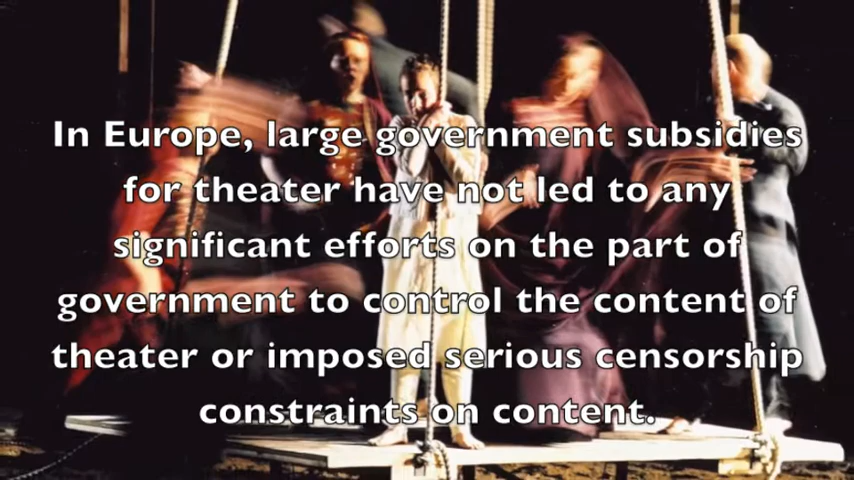 In Europe, large government subsidies
for theater have not led to any
significant efforts on the part of
government to control the content of
theater or imposed serious censorship
constraints on content.